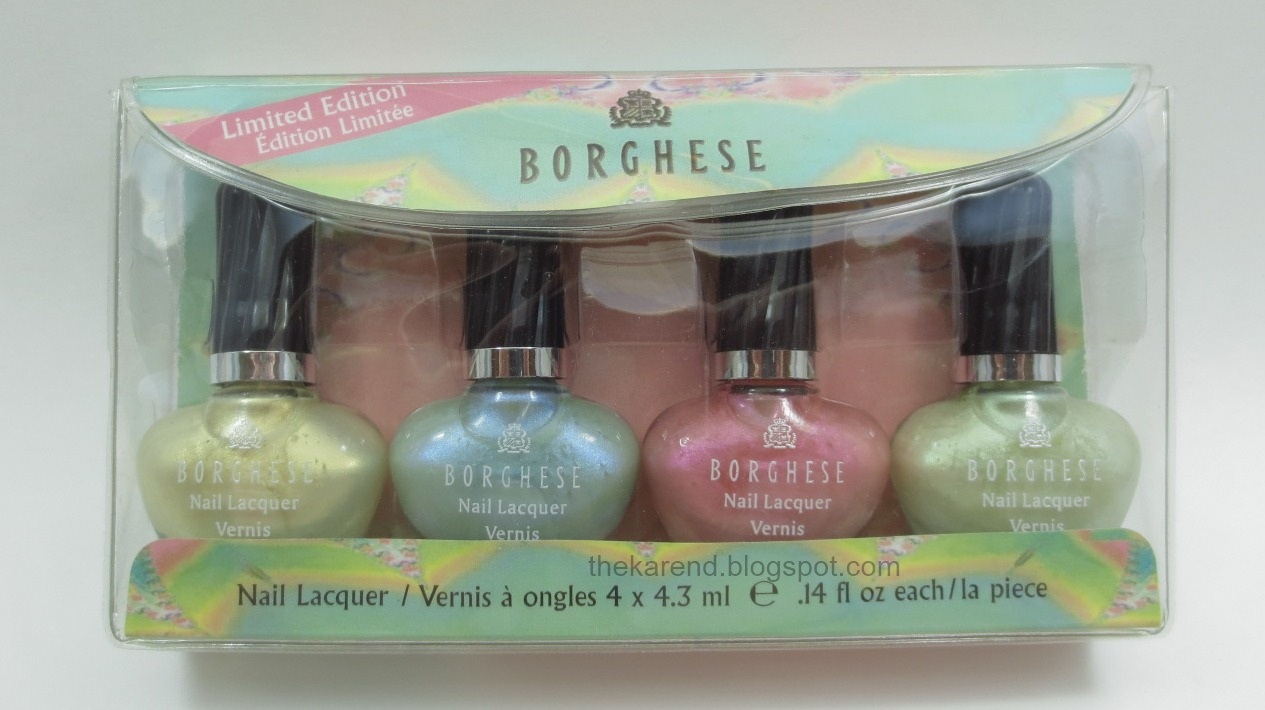 Limited Edition
Édition Limitée
BORGHESE
BORGHESE
Nail Lacquer
Vernis
BORGHESE
Nail Lacquer
Vernis
BORGHESE
Nail Lacquer
Vernis
BORGHESE
Nail Lacquer
Vernis
thekarend.blogspot.com
Nail Lacquer / Vernis à ongles 4 x 4.3 ml ℮ .14 fl oz each/la piece